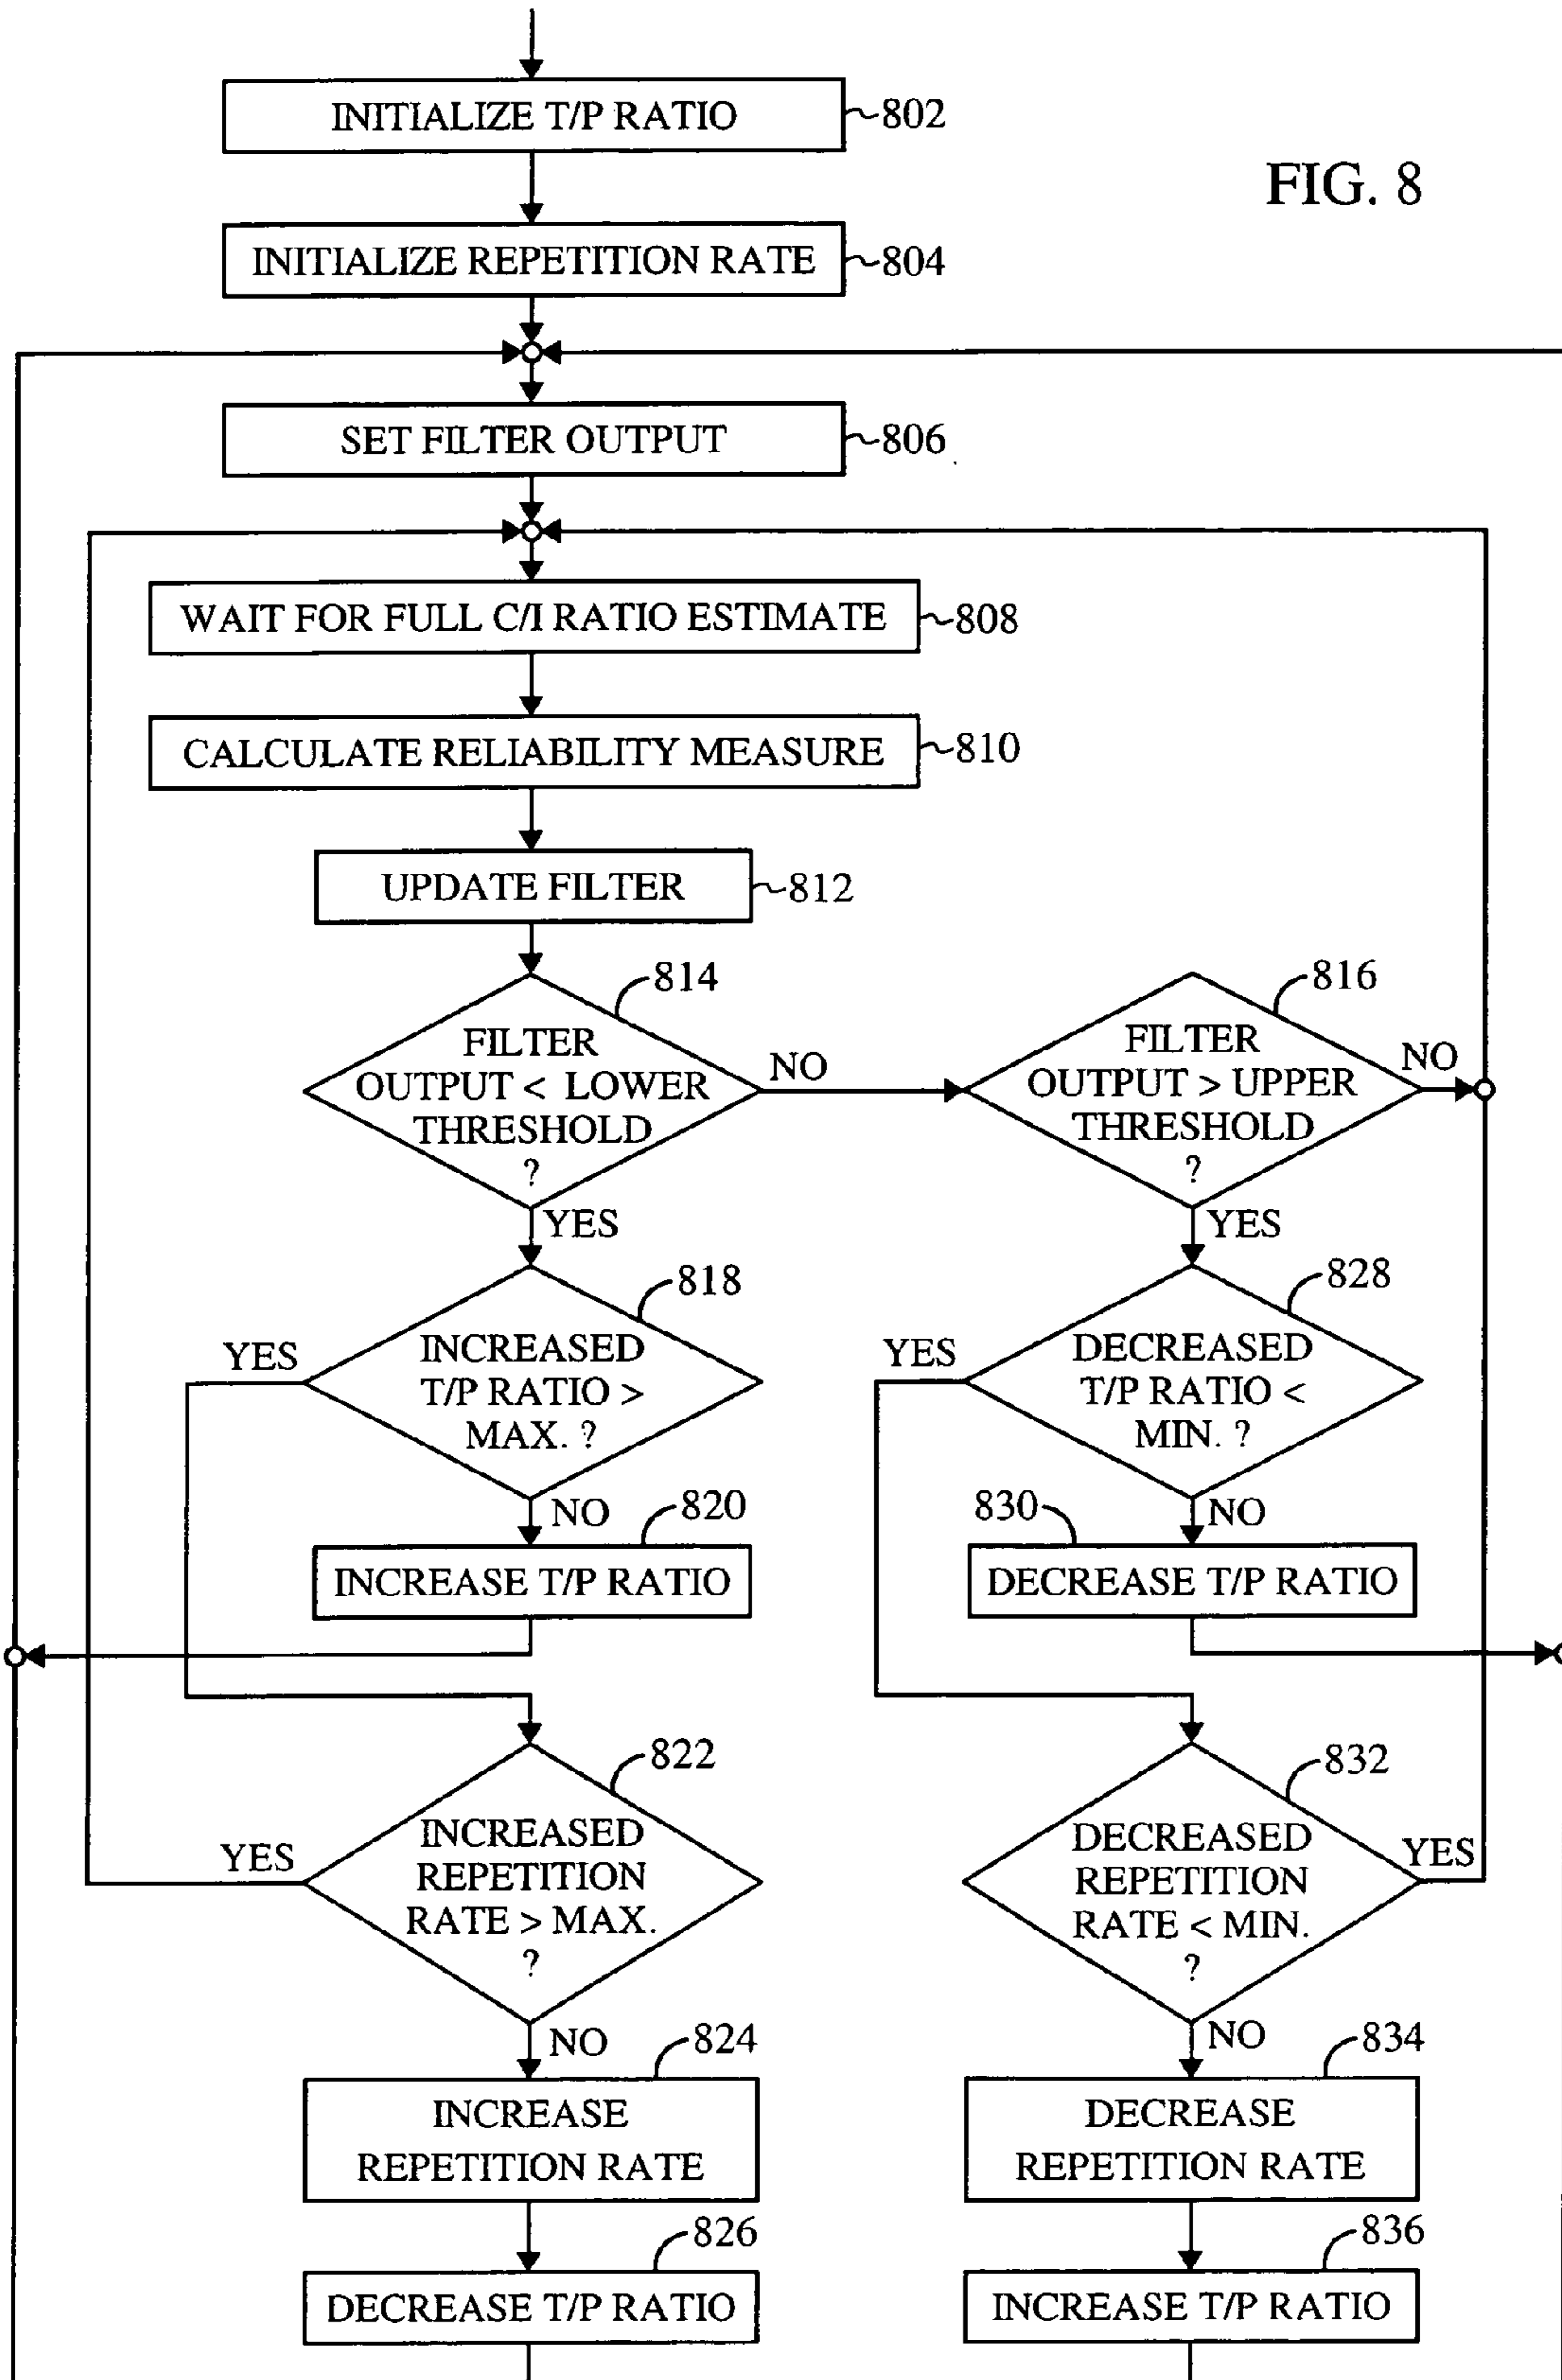 INITIALIZE T/P RATIO
802
FIG. 8
INITIALIZE REPETITION RATE
804
SET FILTER OUTPUT
806
WAIT FOR FULL C/I RATIO ESTIMATE
808
CALCULATE RELIABILITY MEASURE
810
UPDATE FILTER
812
814
FILTER
OUTPUT < LOWER
THRESHOLD
?
NO
YES
816
FILTER
OUTPUT > UPPER
THRESHOLD
?
NO
YES
818
INCREASED
T/P RATIO >
MAX. ?
YES
NO
828
DECREASED
T/P RATIO <
MIN. ?
YES
NO
820
INCREASE T/P RATIO
830
DECREASE T/P RATIO
822
INCREASED
REPETITION
RATE > MAX.
?
YES
NO
832
DECREASED
REPETITION
RATE < MIN.
?
YES
NO
824
INCREASE
REPETITION RATE
834
DECREASE
REPETITION RATE
826
DECREASE T/P RATIO
836
INCREASE T/P RATIO